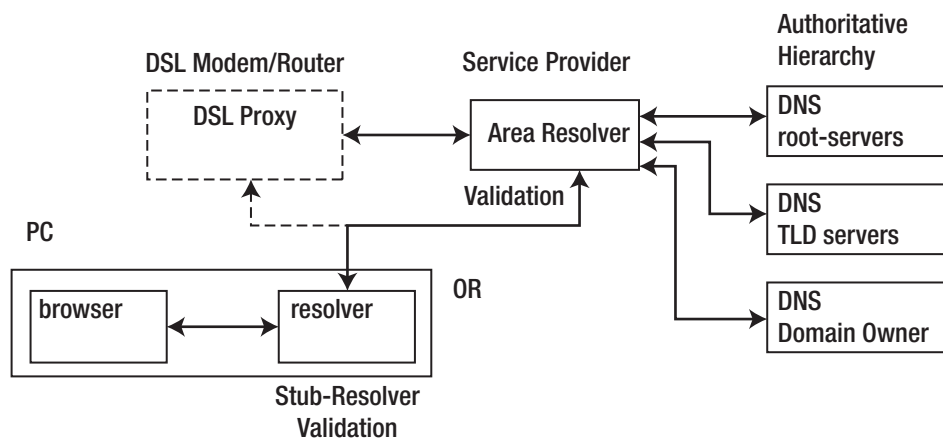 Authoritative
Hierarchy
DSL Modem/Router
Service Provider
DSL Proxy
Area Resolver
DNS
root-servers
Validation
DNS
TLD servers
PC
OR
browser
resolver
DNS
Domain Owner
Stub-Resolver
Validation